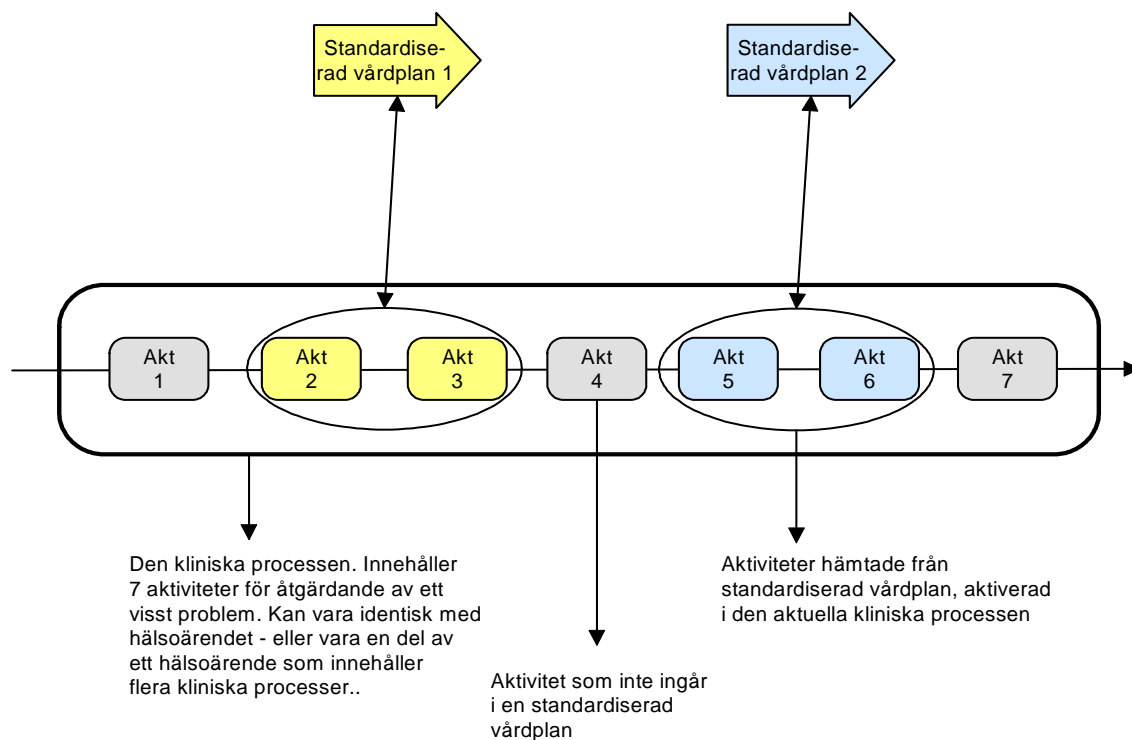 Standardise-
rad vårdplan 1
Standardise-
rad vårdplan 2
Akt
1
Akt
2
Akt
3
Akt
4
Akt
5
Akt
6
Akt
7
Den kliniska processen. Innehåller
7 aktiviteter för åtgärdande av ett
visst problem. Kan vara identisk med
hälsoärendet - eller vara en del av
ett hälsoärende som innehåller
flera kliniska processer..
Aktivitet som inte ingår
i en standardiserad
vårdplan
Aktiviteter hämtade från
standardiserad vårdplan, aktiverad
i den aktuella kliniska processen